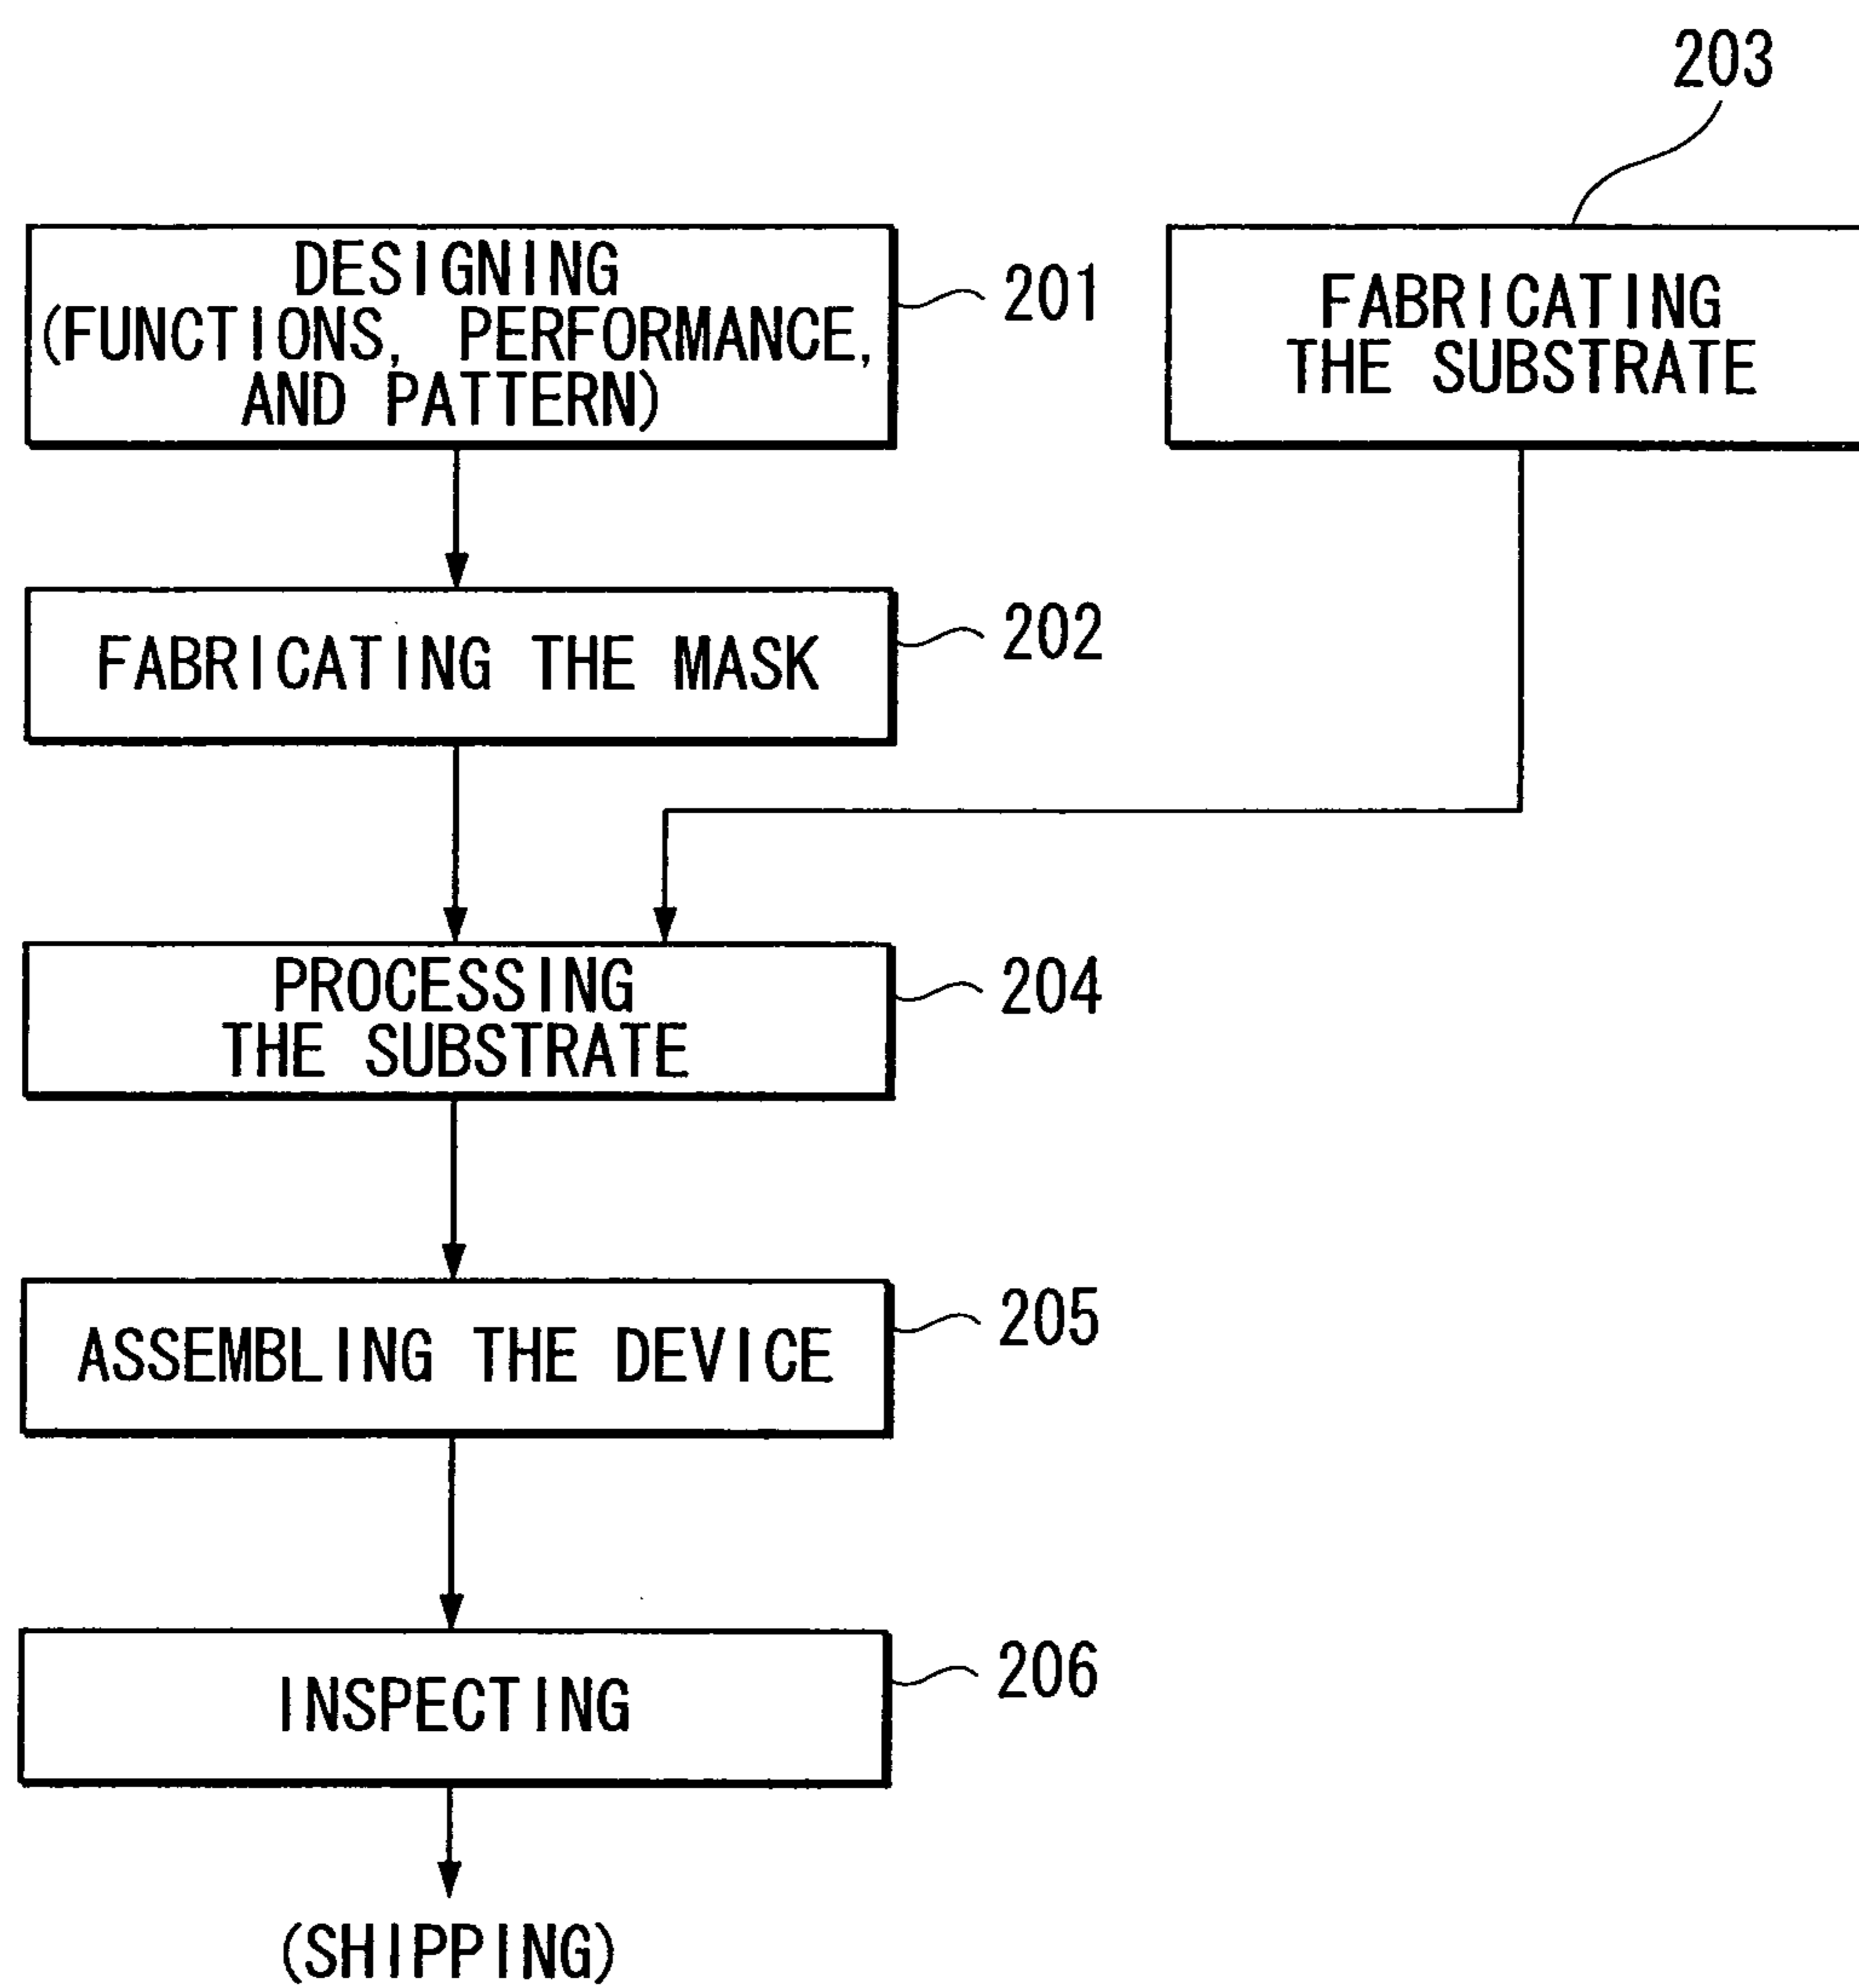 203
DESIGNING
(FUNCTIONS, PERFORMANCE,
AND PATTERN)
201
FABRICATING
THE SUBSTRATE
FABRICATING THE MASK
202
PROCESSING
THE SUBSTRATE
204
ASSEMBLING THE DEVICE
205
INSPECTING
206
(SHIPPING)